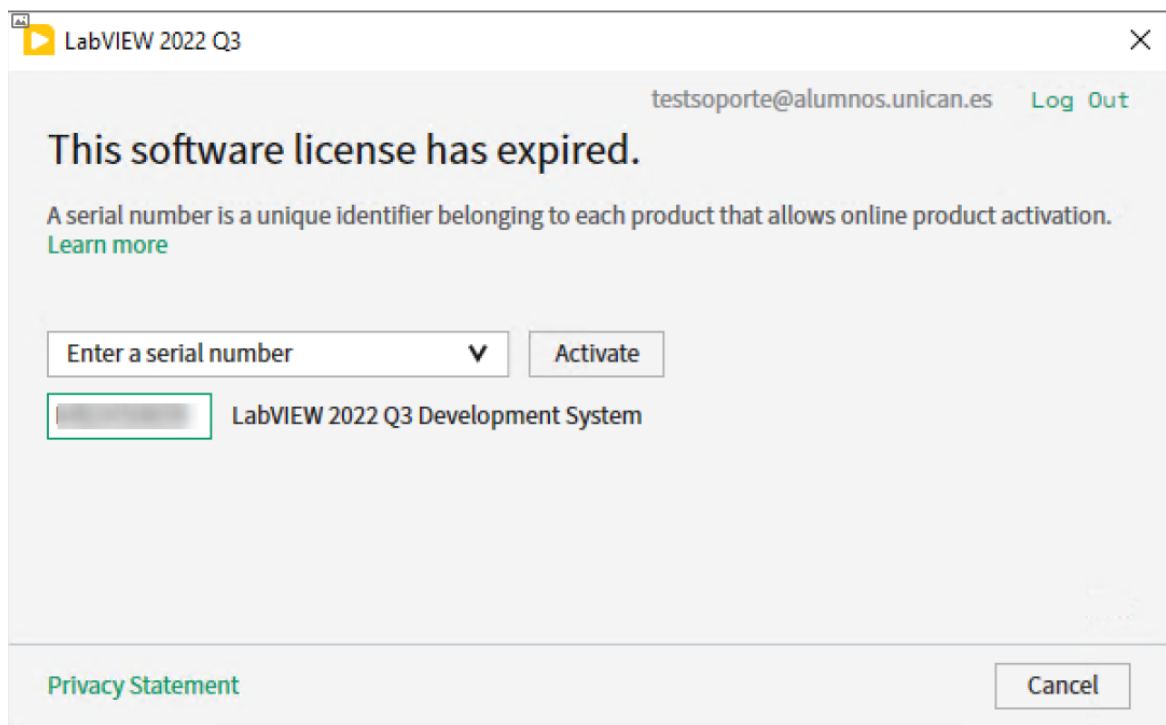 LabVIEW 2022 Q3
testsoporte@alumnos.unican.es Log Out
This software license has expired.
A serial number is a unique identifier belonging to each product that allows online product activation.
Learn more
Enter a serial number
Activate
LabVIEW 2022 Q3 Development System
Privacy Statement
Cancel